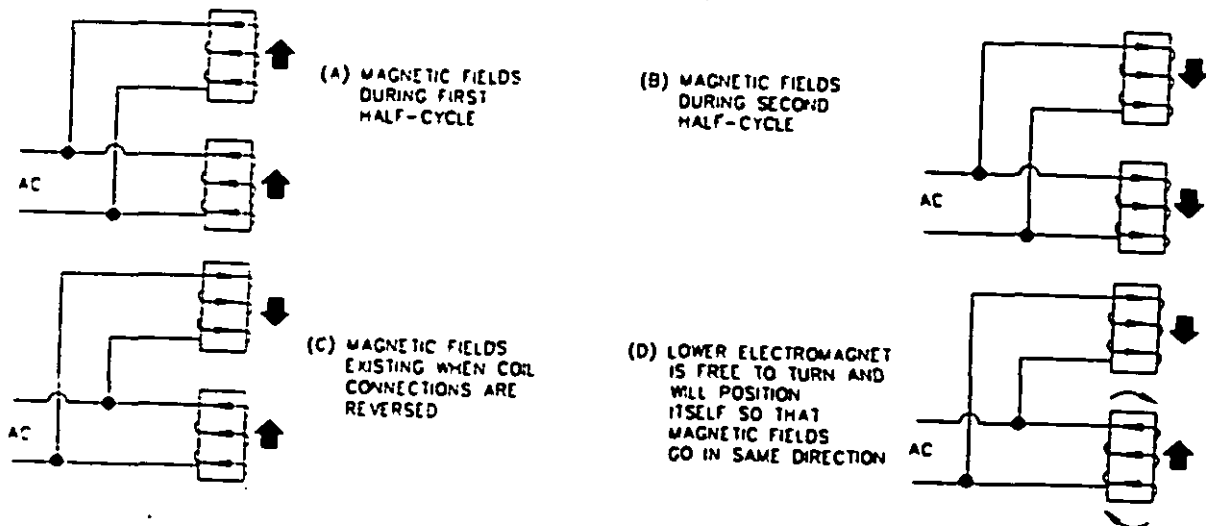 (A) MAGNETIC FIELDS
DURING FIRST
HALF-CYCLE
AC
(B) MAGNETIC FIELDS
DURING SECOND
HALF-CYCLE
AC
(C) MAGNETIC FIELDS
EXISTING WHEN COIL
CONNECTIONS ARE
REVERSED
AC
(D) LOWER ELECTROMAGNET
IS FREE TO TURN AND
WILL POSITION
ITSELF SO THAT
MAGNETIC FIELDS
GO IN SAME DIRECTION
AC